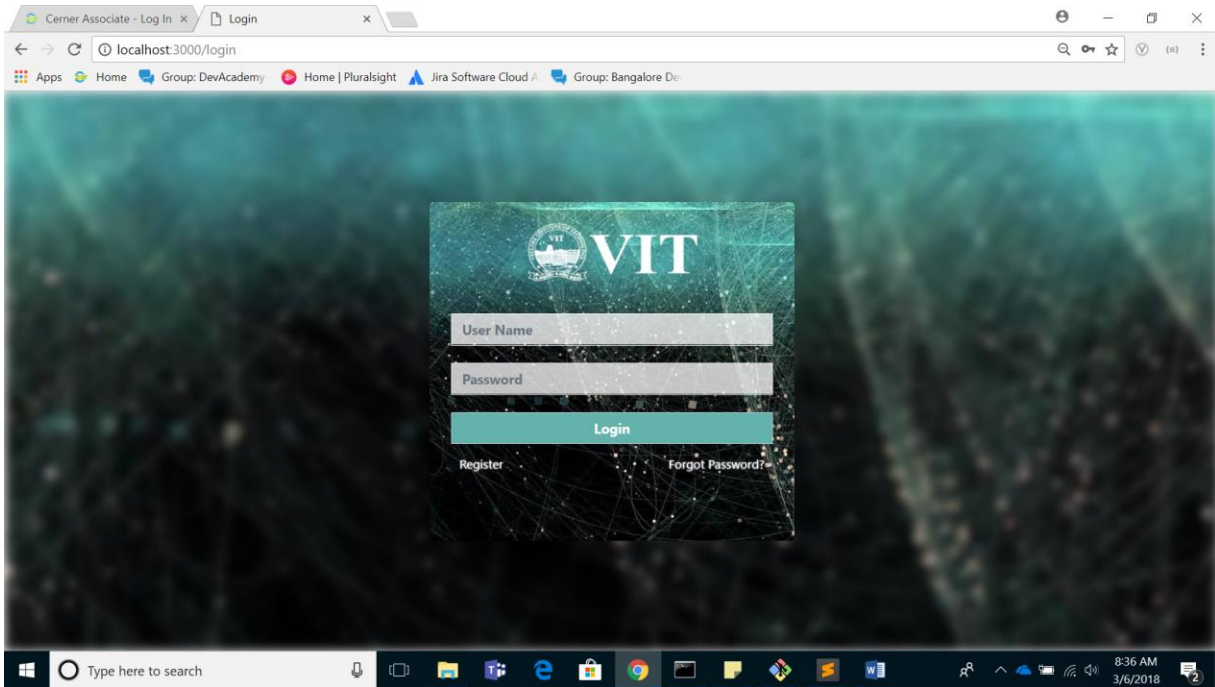 Cerner Associate - Log In
Login
localhost:3000/login
Apps Home Group: DevAcademy Home | Pluralsight Jira Software Cloud A Group: Bangalore De
VIT VIT
User Name
Password
Login
Register Forgot Password?
Type here to search
8:36 AM
3/6/2018
2